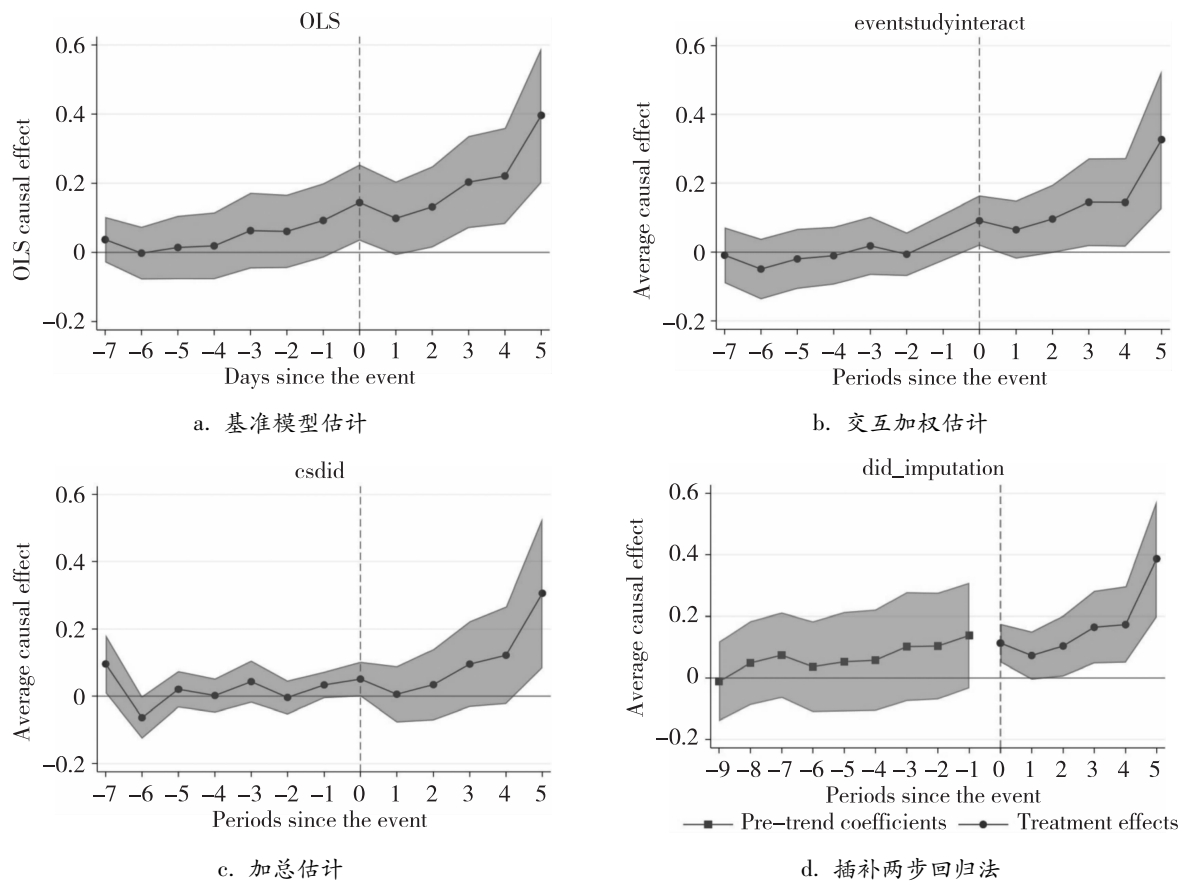 OLS
0.6
0.4
0.2
0
−0.2
OLS causal effect
−7 −6 −5 −4 −3 −2 −1 0 1 2 3 4 5
Days since the event
a. 基准模型估计
eventstudyinteract
0.6
0.4
0.2
0
−0.2
Average causal effect
−7 −6 −5 −4 −3 −2 −1 0 1 2 3 4 5
Periods since the event
b. 交互加权估计
csdid
0.6
0.4
0.2
0
−0.2
Average causal effect
−7 −6 −5 −4 −3 −2 −1 0 1 2 3 4 5
Periods since the event
c. 加总估计
did_imputation
0.6
0.4
0.2
0
−0.2
Average causal effect
−9 −8 −7 −6 −5 −4 −3 −2 −1 0 1 2 3 4 5
Periods since the event
Pre−trend coefficients Treatment effects
d. 插补两步回归法